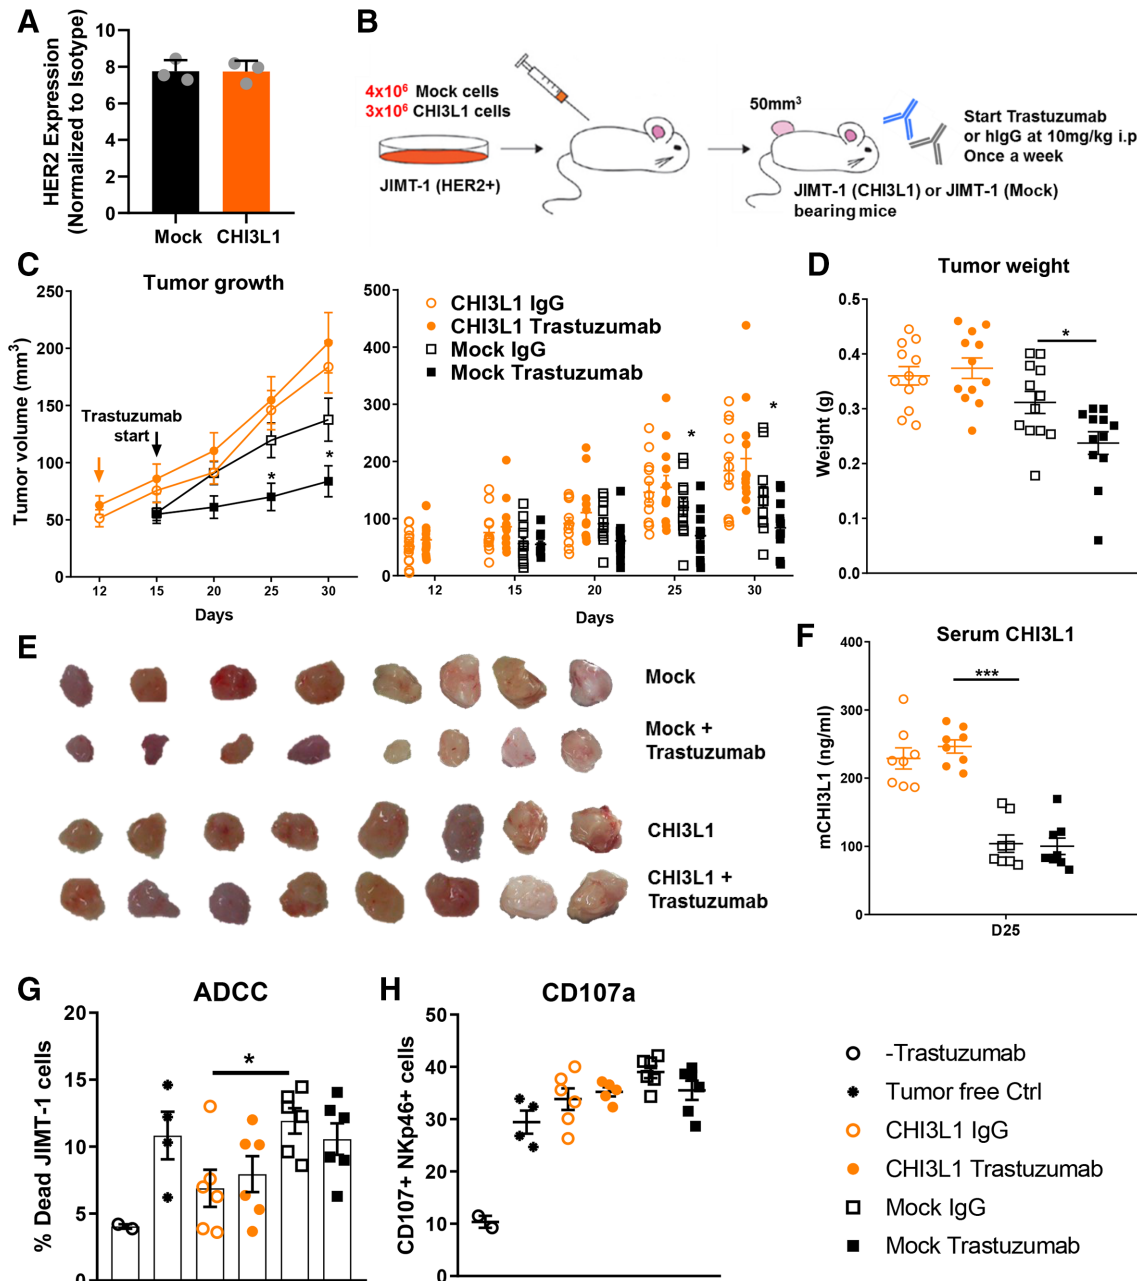 A
HER2 Expression
(Normalized to Isotype)
10
8
6
4
2
0
Mock
CHI3L1
B
4x10⁶ Mock cells
3x10⁶ CHI3L1 cells
JIMT-1 (HER2+)
50mm³
Start Trastuzumab
or hIgG at 10mg/kg i.p
Once a week
JIMT-1 (CHI3L1) or JIMT-1 (Mock)
bearing mice
C
Tumor growth
Tumor volume (mm³)
250
200
150
100
50
0
Trastuzumab
start
*
*
12
15
20
25
30
Days
500
400
300
200
100
0
CHI3L1 IgG
CHI3L1 Trastuzumab
Mock IgG
Mock Trastuzumab
*
*
12
15
20
25
30
Days
D
Tumor weight
Weight (g)
0.5
0.4
0.3
0.2
0.1
0.0
*
E
Mock
Mock +
Trastuzumab
CHI3L1
CHI3L1 +
Trastuzumab
F
Serum CHI3L1
mCHI3L1 (ng/ml)
400
300
200
100
0
***
D25
G
ADCC
% Dead JIMT-1 cells
20
15
10
5
0
*
H
CD107a
CD107+ NKp46+ cells
50
40
30
20
10
0
-Trastuzumab
Tumor free Ctrl
CHI3L1 IgG
CHI3L1 Trastuzumab
Mock IgG
Mock Trastuzumab